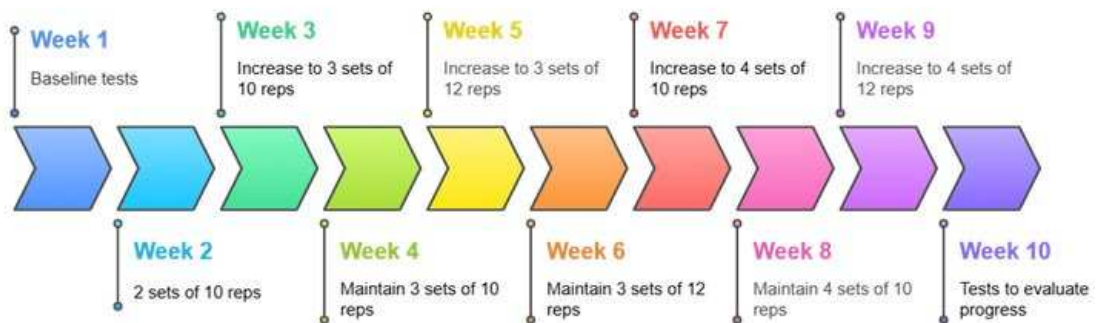 Week 1
Baseline tests
Week 3
Increase to 3 sets of
10 reps
Week 5
Increase to 3 sets of
12 reps
Week 7
Increase to 4 sets of
10 reps
Week 9
Increase to 4 sets of
12 reps
Week 2
2 sets of 10 reps
Week 4
Maintain 3 sets of 10
reps
Week 6
Maintain 3 sets of 12
reps
Week 8
Maintain 4 sets of 10
reps
Week 10
Tests to evaluate
progress